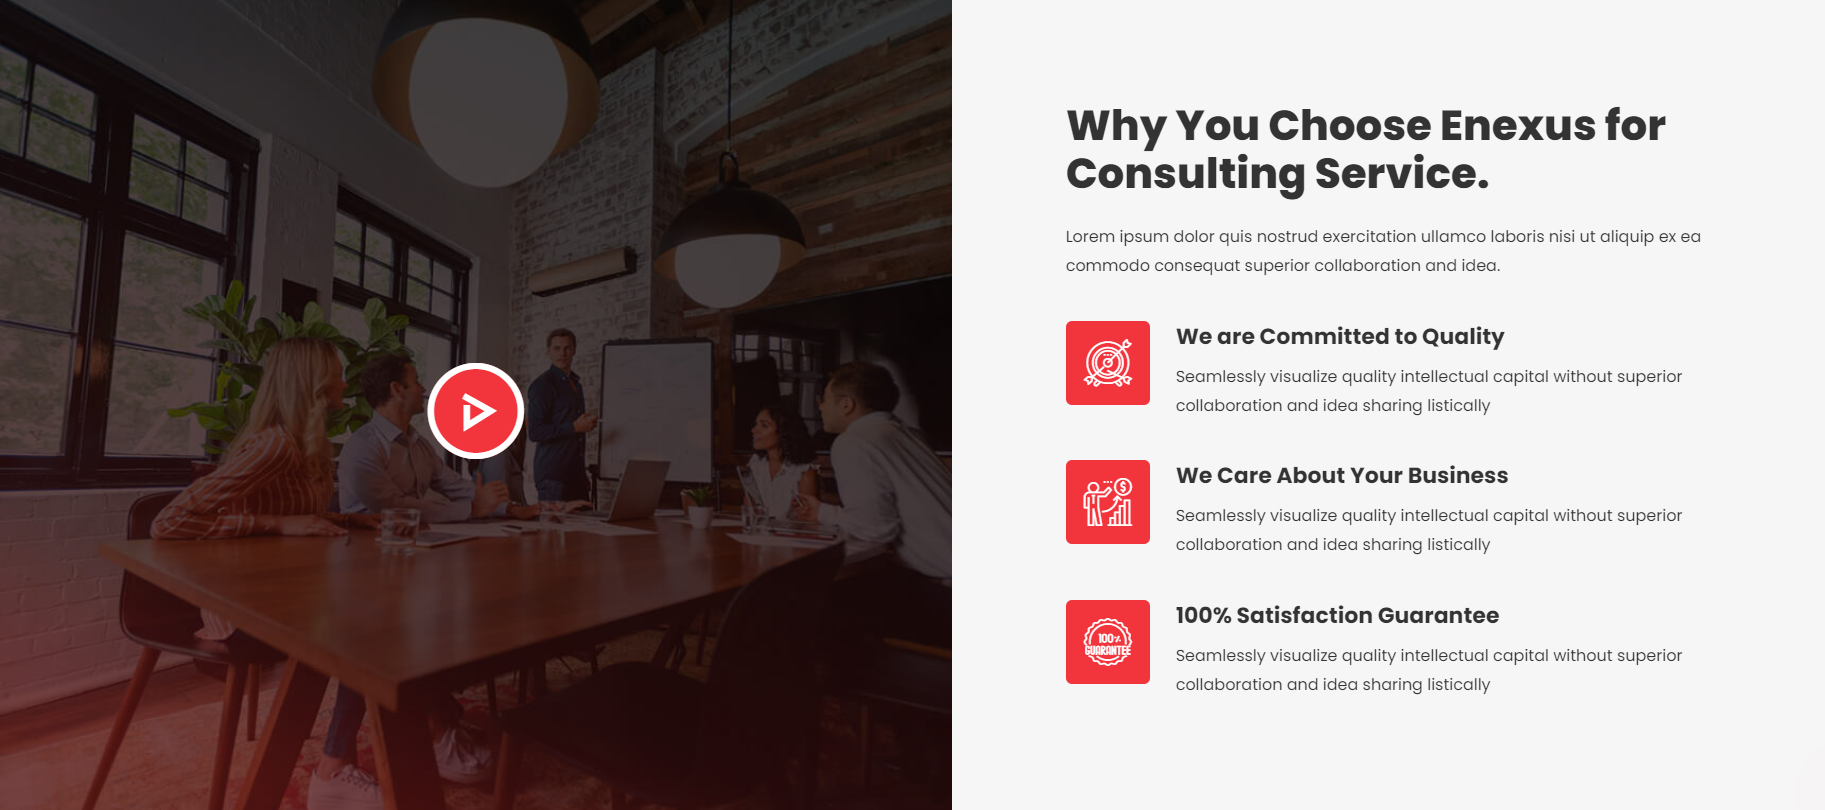 Why You Choose Enexus for
Consulting Service.
Lorem ipsum dolor quis nostrud exercitation ullamco laboris nisi ut aliquip ex ea
commodo consequat superior collaboration and idea.
We are Committed to Quality
Seamlessly visualize quality intellectual capital without superior
collaboration and idea sharing listically
We Care About Your Business
Seamlessly visualize quality intellectual capital without superior
collaboration and idea sharing listically
100%
GUARANTEE
100% Satisfaction Guarantee
Seamlessly visualize quality intellectual capital without superior
collaboration and idea sharing listically